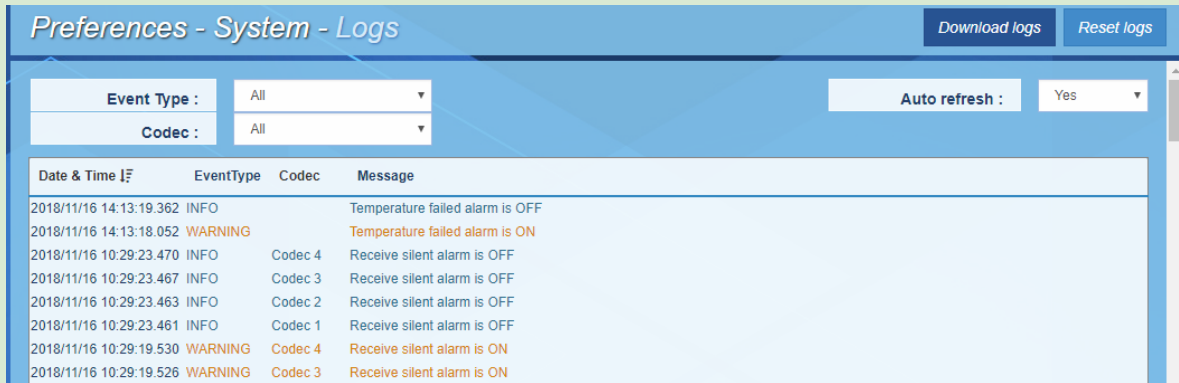 Preferences - System - Logs Download logs Reset logs
Event Type : All Auto refresh : Yes
Codec : All
Date & Time EventType Codec Message
2018/11/16 14:13:19.362 INFO Temperature failed alarm is OFF
2018/11/16 14:13:18.052 WARNING Temperature failed alarm is ON
2018/11/16 10:29:23.470 INFO Codec 4 Receive silent alarm is OFF
2018/11/16 10:29:23.467 INFO Codec 3 Receive silent alarm is OFF
2018/11/16 10:29:23.463 INFO Codec 2 Receive silent alarm is OFF
2018/11/16 10:29:23.461 INFO Codec 1 Receive silent alarm is OFF
2018/11/16 10:29:19.530 WARNING Codec 4 Receive silent alarm is ON
2018/11/16 10:29:19.526 WARNING Codec 3 Receive silent alarm is ON